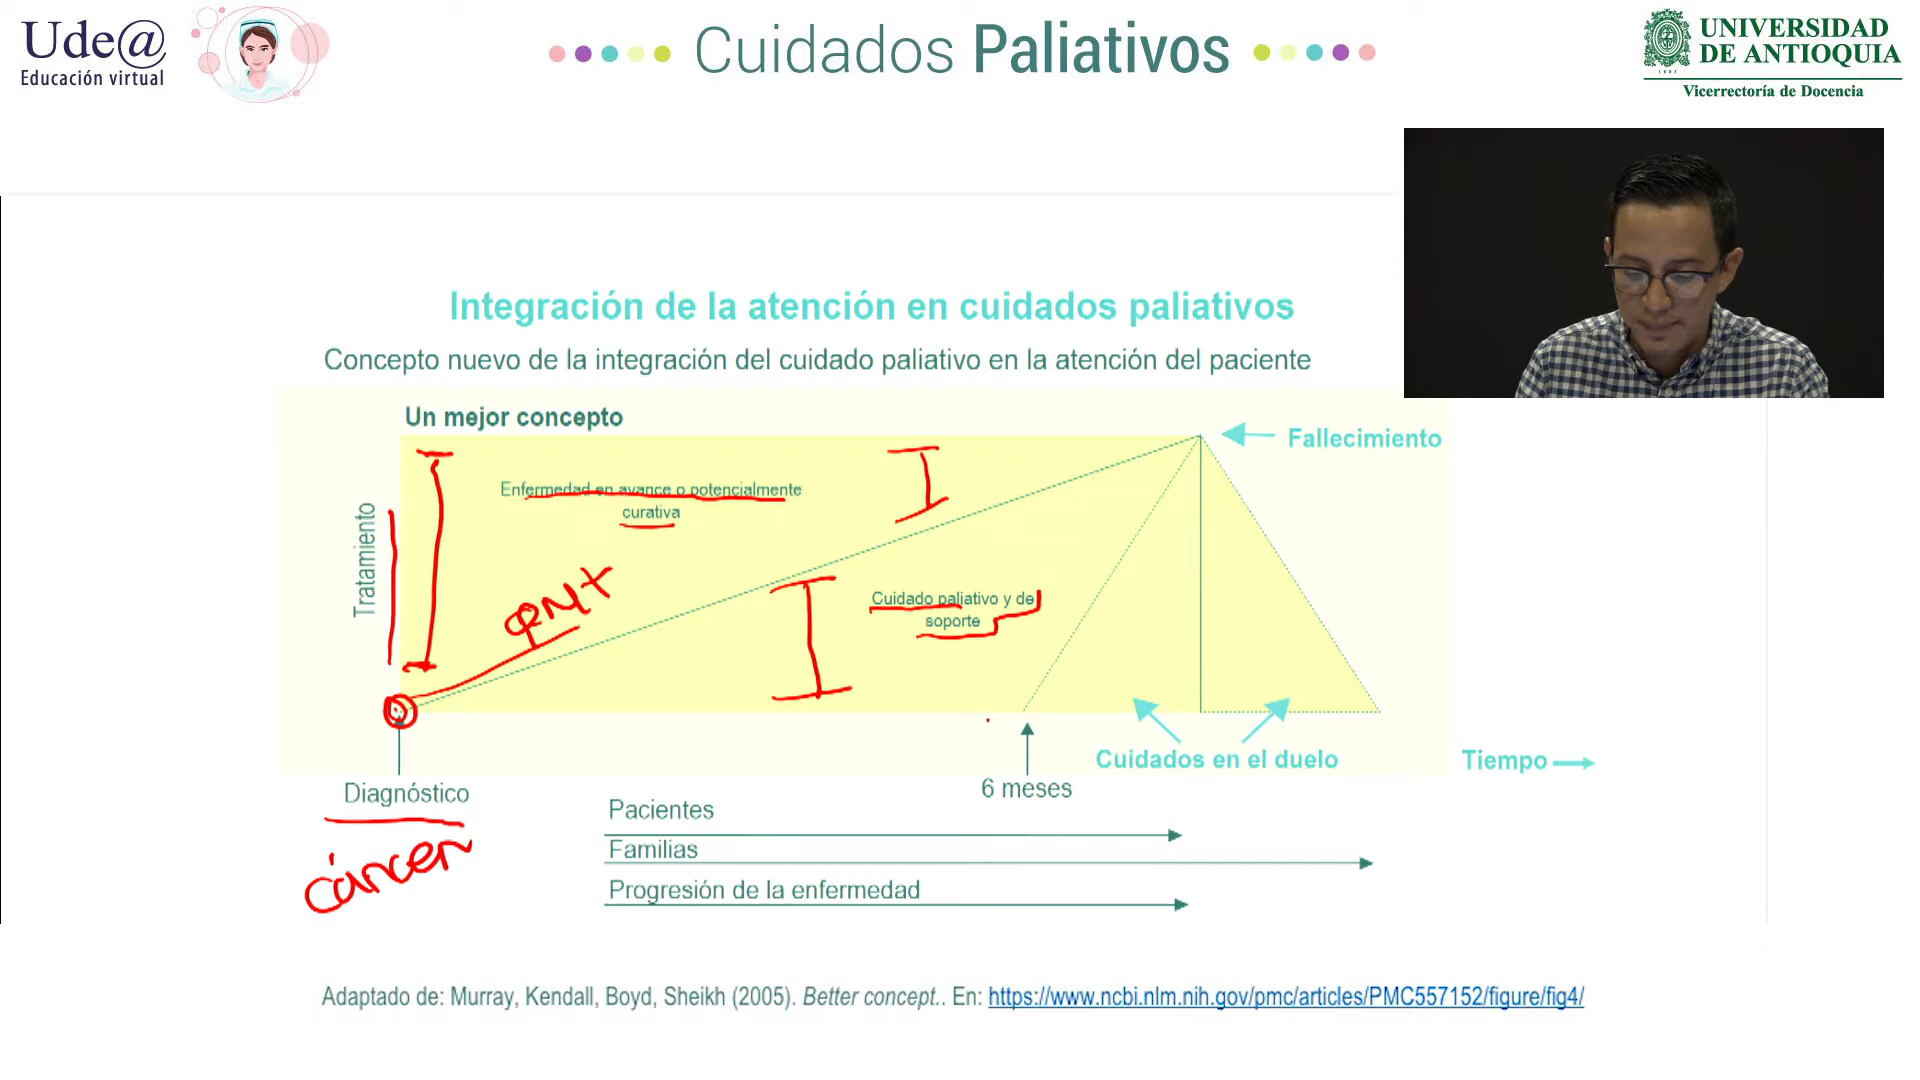 Ude@
Educación virtual
Cuidados Paliativos
UNIVERSIDAD
DE ANTIOQUIA
1803
Vicerrectoría de Docencia
Integración de la atención en cuidados paliativos
Concepto nuevo de la integración del cuidado paliativo en la atención del paciente
Un mejor concepto
Fallecimiento
Enfermedad en avance o potencialmente
curativa
Tratamiento
Cuidado paliativo y de
soporte
Cuidados en el duelo
Tiempo
Diagnóstico
6 meses
cáncer
Pacientes
Familias
Progresión de la enfermedad
Adaptado de: Murray, Kendall, Boyd, Sheikh (2005). Better concept.. En: https://www.ncbi.nlm.nih.gov/pmc/articles/PMC557152/figure/fig4/